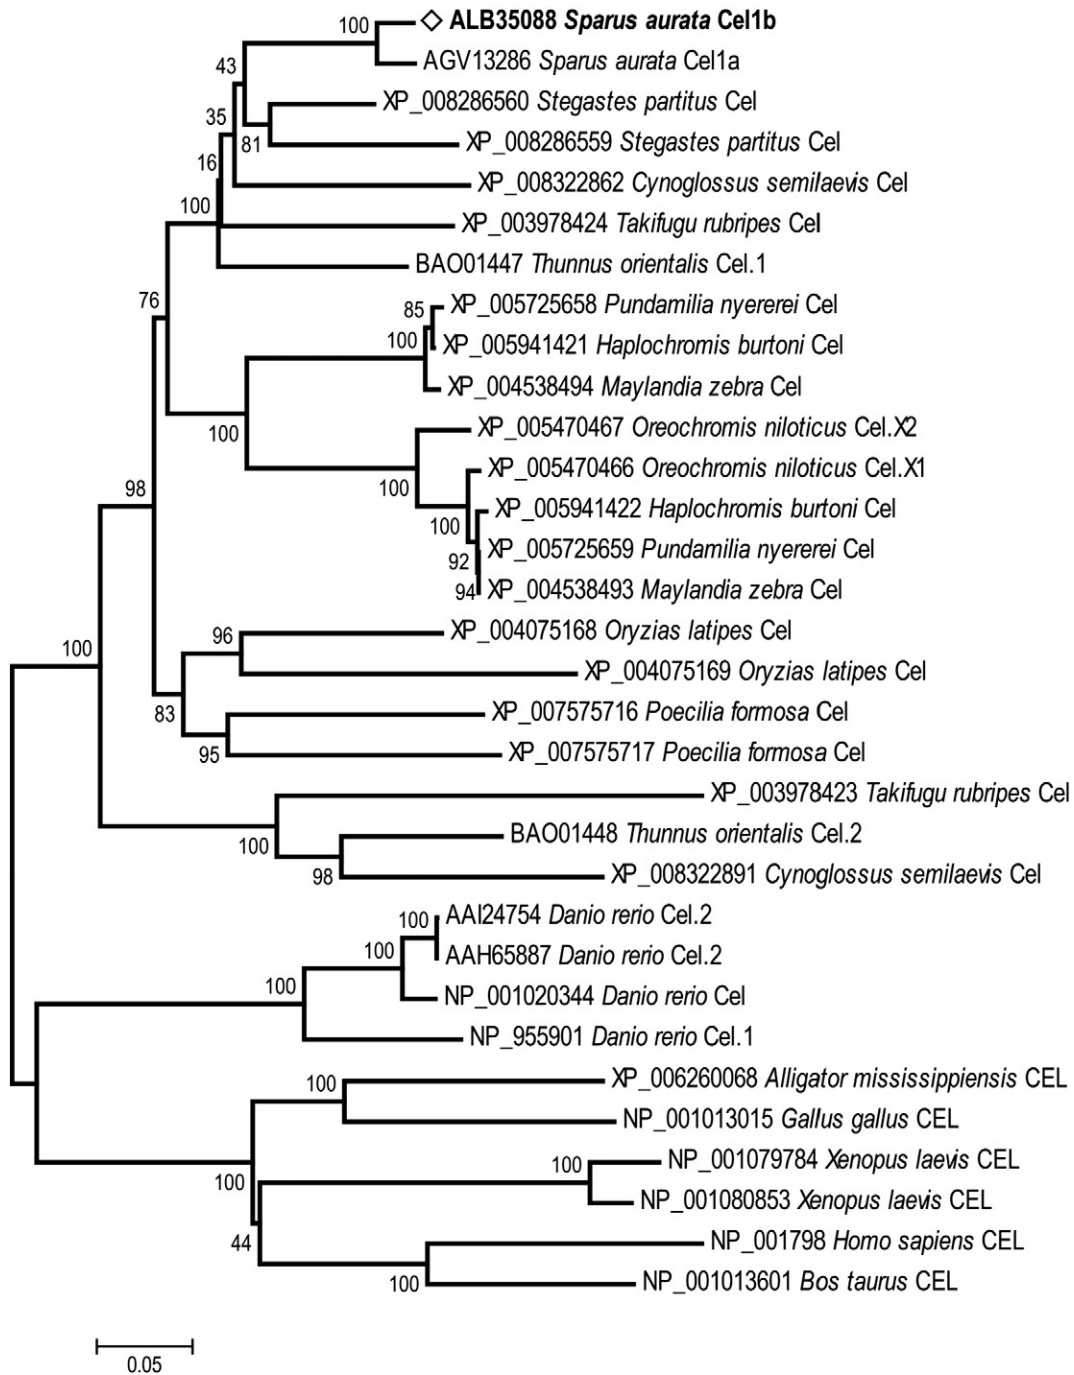 100 ALB35088 Sparus aurata Cel1b
AGV13286 Sparus aurata Cel1a
43
XP_008286560 Stegastes partitus Cel
35
81 XP_008286559 Stegastes partitus Cel
16
XP_008322862 Cynoglossus semilaevis Cel
100
XP_003978424 Takifugu rubripes Cel
BAO01447 Thunnus orientalis Cel.1
76
85 XP_005725658 Pundamilia nyererei Cel
100 XP_005941421 Haplochromis burtoni Cel
XP_004538494 Maylandia zebra Cel
100
XP_005470467 Oreochromis niloticus Cel.X2
XP_005470466 Oreochromis niloticus Cel.X1
98
100
XP_005941422 Haplochromis burtoni Cel
100
XP_005725659 Pundamilia nyererei Cel
92
94 XP_004538493 Maylandia zebra Cel
96 XP_004075168 Oryzias latipes Cel
100
XP_004075169 Oryzias latipes Cel
83 XP_007575716 Poecilia formosa Cel
95 XP_007575717 Poecilia formosa Cel
XP_003978423 Takifugu rubripes Cel
BAO01448 Thunnus orientalis Cel.2
100
98 XP_008322891 Cynoglossus semilaevis Cel
100 AAI24754 Danio rerio Cel.2
100 AAH65887 Danio rerio Cel.2
100
NP_001020344 Danio rerio Cel
NP_955901 Danio rerio Cel.1
100 XP_006260068 Alligator mississippiensis CEL
NP_001013015 Gallus gallus CEL
100 NP_001079784 Xenopus laevis CEL
100
NP_001080853 Xenopus laevis CEL
44 NP_001798 Homo sapiens CEL
100 NP_001013601 Bos taurus CEL
0.05